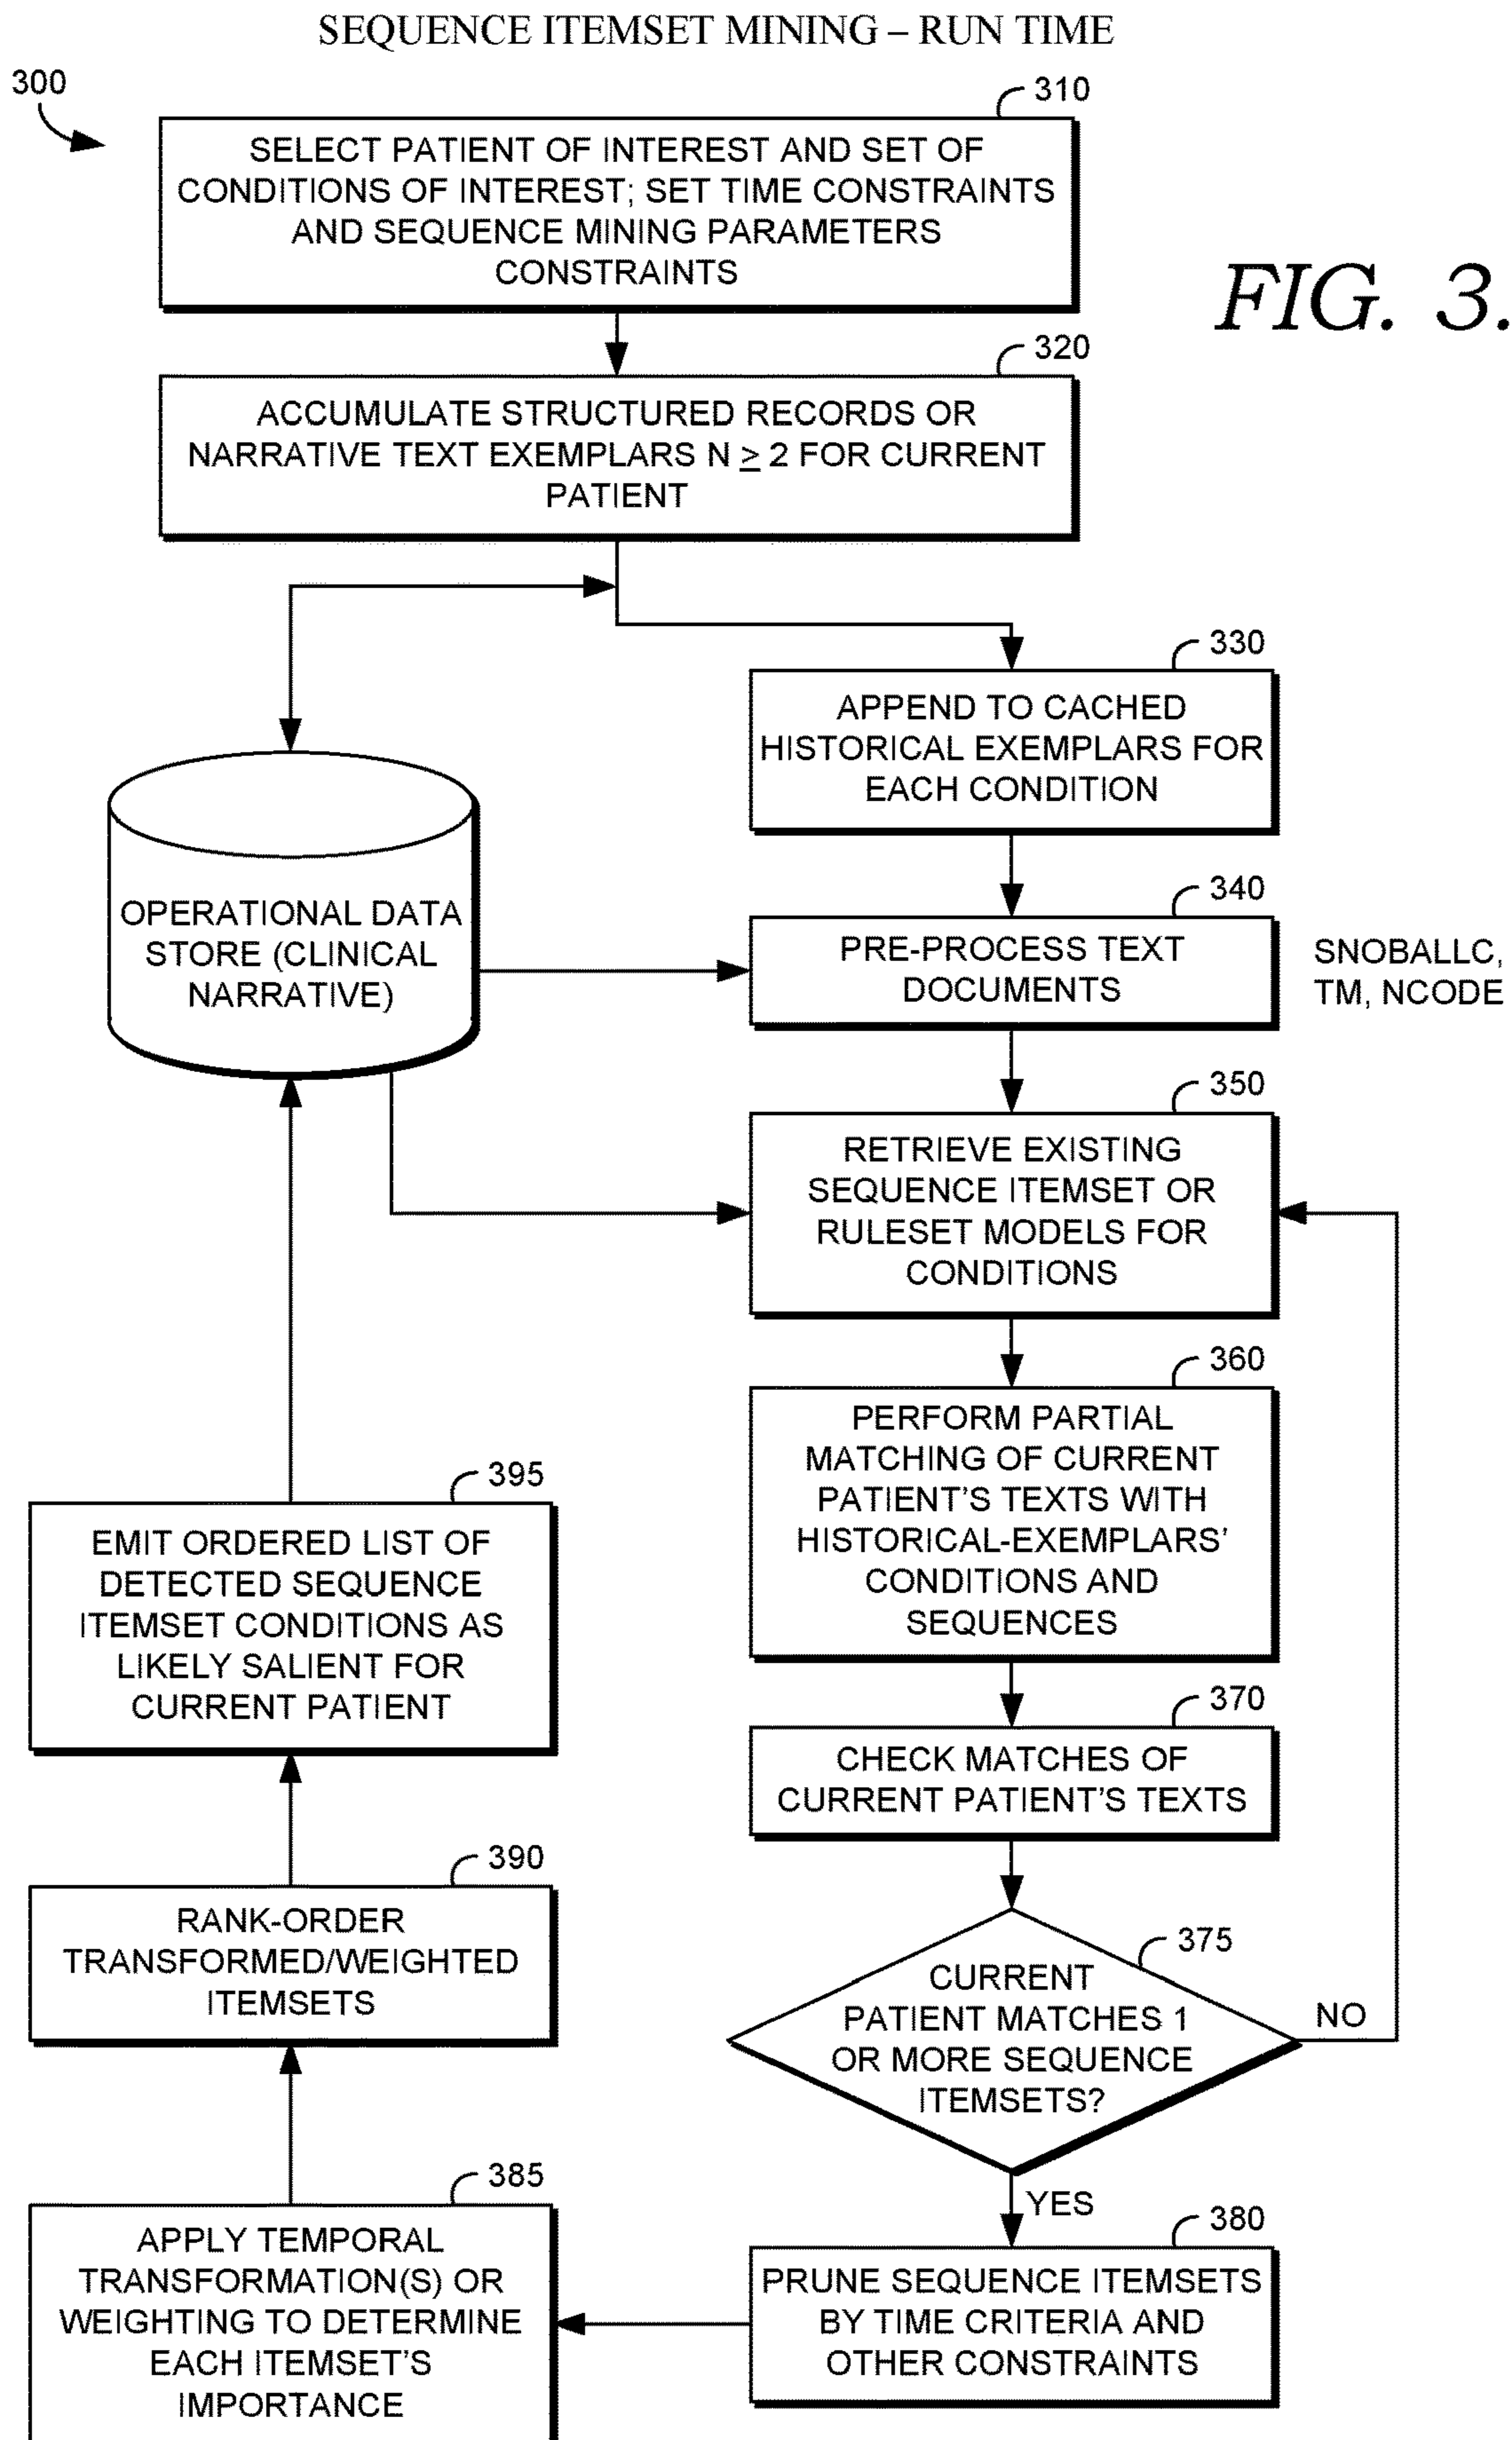 SEQUENCE ITEMSET MINING – RUN TIME
300
310
SELECT PATIENT OF INTEREST AND SET OF
CONDITIONS OF INTEREST; SET TIME CONSTRAINTS
AND SEQUENCE MINING PARAMETERS
CONSTRAINTS
FIG. 3.
320
ACCUMULATE STRUCTURED RECORDS OR
NARRATIVE TEXT EXEMPLARS N ≥ 2 FOR CURRENT
PATIENT
330
APPEND TO CACHED
HISTORICAL EXEMPLARS FOR
EACH CONDITION
OPERATIONAL DATA
STORE (CLINICAL
NARRATIVE)
340
PRE-PROCESS TEXT
DOCUMENTS
SNOBALLC,
TM, NCODE
350
RETRIEVE EXISTING
SEQUENCE ITEMSET OR
RULESET MODELS FOR
CONDITIONS
360
PERFORM PARTIAL
MATCHING OF CURRENT
PATIENT'S TEXTS WITH
HISTORICAL-EXEMPLARS'
CONDITIONS AND
SEQUENCES
370
CHECK MATCHES OF
CURRENT PATIENT'S TEXTS
375
CURRENT
PATIENT MATCHES 1
OR MORE SEQUENCE
ITEMSETS?
NO
YES
380
PRUNE SEQUENCE ITEMSETS
BY TIME CRITERIA AND
OTHER CONSTRAINTS
385
APPLY TEMPORAL
TRANSFORMATION(S) OR
WEIGHTING TO DETERMINE
EACH ITEMSET'S
IMPORTANCE
390
RANK-ORDER
TRANSFORMED/WEIGHTED
ITEMSETS
395
EMIT ORDERED LIST OF
DETECTED SEQUENCE
ITEMSET CONDITIONS AS
LIKELY SALIENT FOR
CURRENT PATIENT